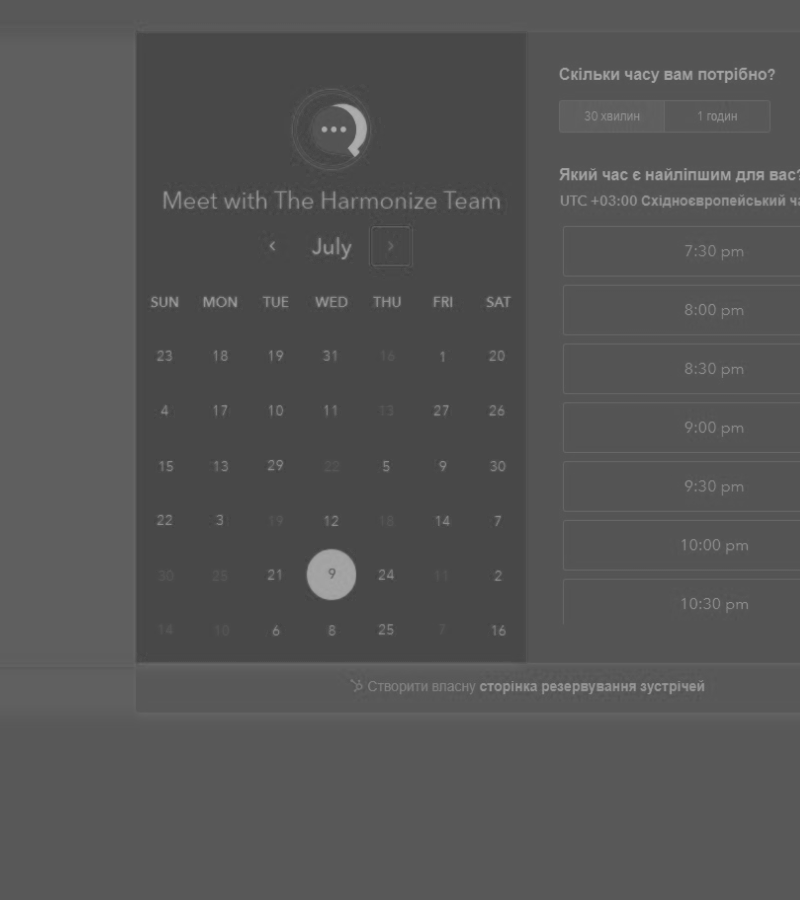 Meet with The Harmonize Team
July
SUN MON TUE WED THU FRI SAT
23 18 19 31 16 1 20
4 17 10 11 13 27 26
15 13 29 22 5 9 30
22 3 19 12 18 14 7
30 25 21 9 24 11 2
14 10 6 8 25 7 16
Скільки часу вам потрібно?
30 хвилин 1 годин
Який час є найліпшим для вас?
UTC +03:00 Східноєвропейський
7:30 pm
8:00 pm
8:30 pm
9:00 pm
9:30 pm
10:00 pm
10:30 pm
Створити власну сторінка резервування зустрічей